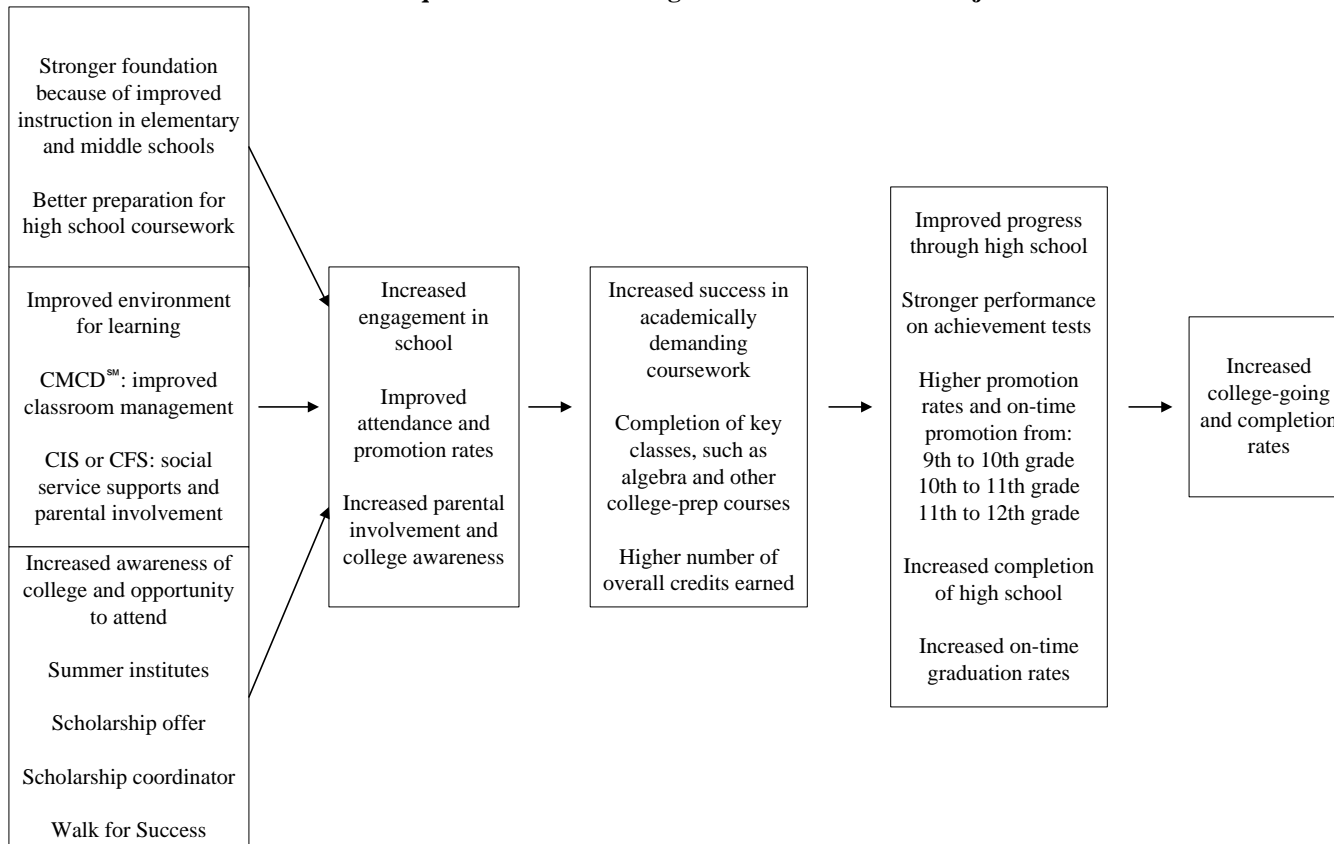 Stronger foundation
because of improved
instruction in elementary
and middle schools
Better preparation for
high school coursework
Improved environment
for learning
CMCD℠: improved
classroom management
CIS or CFS: social
service supports and
parental involvement
Increased awareness of
college and opportunity
to attend
Summer institutes
Scholarship offer
Scholarship coordinator
Walk for Success
Increased
engagement in
school
Improved
attendance and
promotion rates
Increased parental
involvement and
college awareness
Increased success in
academically
demanding
coursework
Completion of key
classes, such as
algebra and other
college-prep courses
Higher number of
overall credits earned
Improved progress
through high school
Stronger performance
on achievement tests
Higher promotion
rates and on-time
promotion from:
9th to 10th grade
10th to 11th grade
11th to 12th grade
Increased completion
of high school
Increased on-time
graduation rates
Increased
college-going
and completion
rates